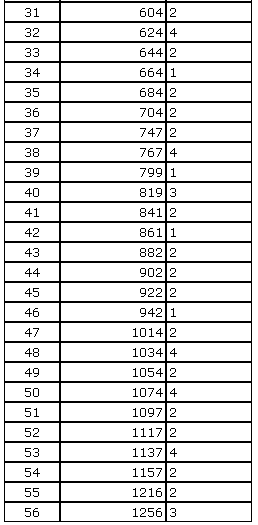 31 604 2
32 624 4
33 644 2
34 664 1
35 684 2
36 704 2
37 747 2
38 767 4
39 799 1
40 819 3
41 841 2
42 861 1
43 882 2
44 902 2
45 922 2
46 942 1
47 1014 2
48 1034 4
49 1054 2
50 1074 4
51 1097 2
52 1117 2
53 1137 4
54 1157 2
55 1216 2
56 1256 3